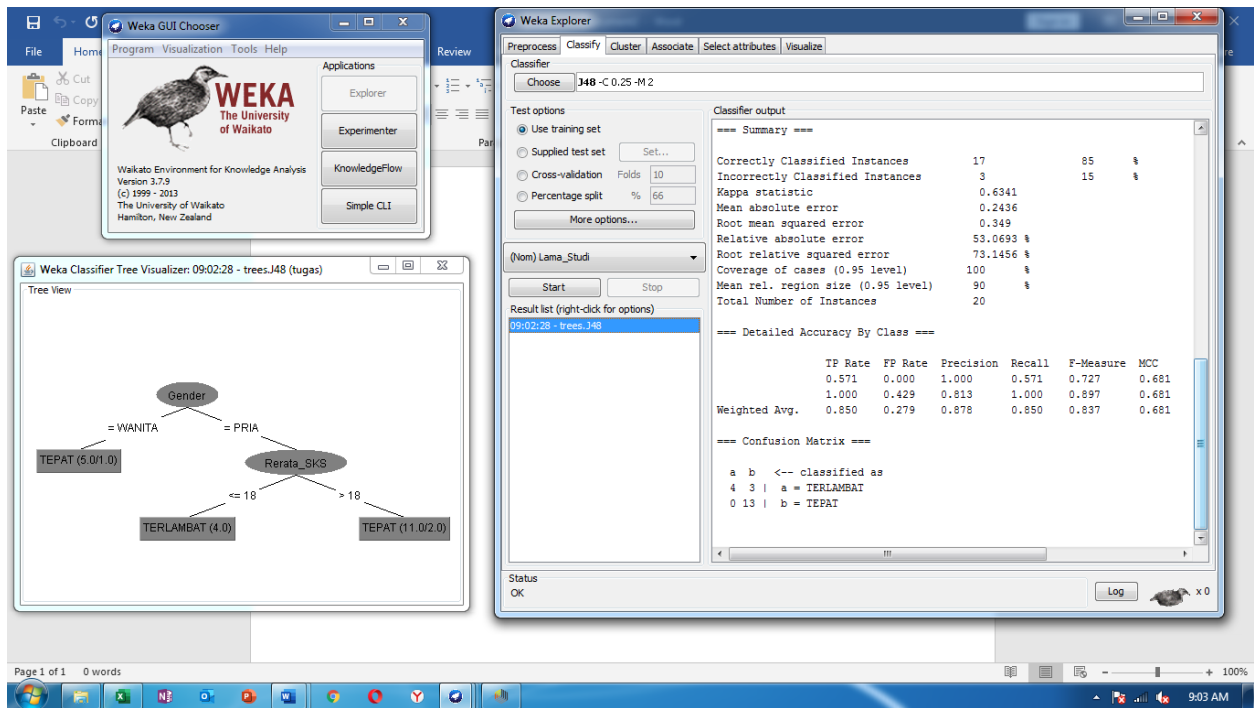 File
Home
Review
Cut
Copy
Paste
Forma
Clipboard
Par
Weka GUI Chooser
Program Visualization Tools Help
WEKA
The University
of Waikato
Waikato Environment for Knowledge Analysis
Version 3.7.9
(c) 1999 - 2013
The University of Waikato
Hamilton, New Zealand
Applications
Explorer
Experimenter
KnowledgeFlow
Simple CLI
Weka Classifier Tree Visualizer: 09:02:28 - trees.J48 (tugas)
Tree View
Gender
= WANITA = PRIA
TEPAT (5.0/1.0) Rerata_SKS
<= 18 > 18
TERLAMBAT (4.0) TEPAT (11.0/2.0)
Weka Explorer
Preprocess Classify Cluster Associate Select attributes Visualize
Classifier
Choose J48 -C 0.25 -M 2
Test options
Use training set
Supplied test set Set...
Cross-validation Folds 10
Percentage split % 66
More options...
(Nom) Lama_Studi
Start Stop
Result list (right-click for options)
09:02:28 - trees.J48
Classifier output
=== Summary ===
Correctly Classified Instances 17 85 %
Incorrectly Classified Instances 3 15 %
Kappa statistic 0.6341
Mean absolute error 0.2436
Root mean squared error 0.349
Relative absolute error 53.0693 %
Root relative squared error 73.1456 %
Coverage of cases (0.95 level) 100 %
Mean rel. region size (0.95 level) 90 %
Total Number of Instances 20
=== Detailed Accuracy By Class ===
TP Rate FP Rate Precision Recall F-Measure MCC
0.571 0.000 1.000 0.571 0.727 0.681
1.000 0.429 0.813 1.000 0.897 0.681
Weighted Avg. 0.850 0.279 0.878 0.850 0.837 0.681
=== Confusion Matrix ===
a b <-- classified as
4 3 | a = TERLAMBAT
0 13 | b = TEPAT
Status
OK
Log
x 0
Page 1 of 1 0 words
100%
9:03 AM